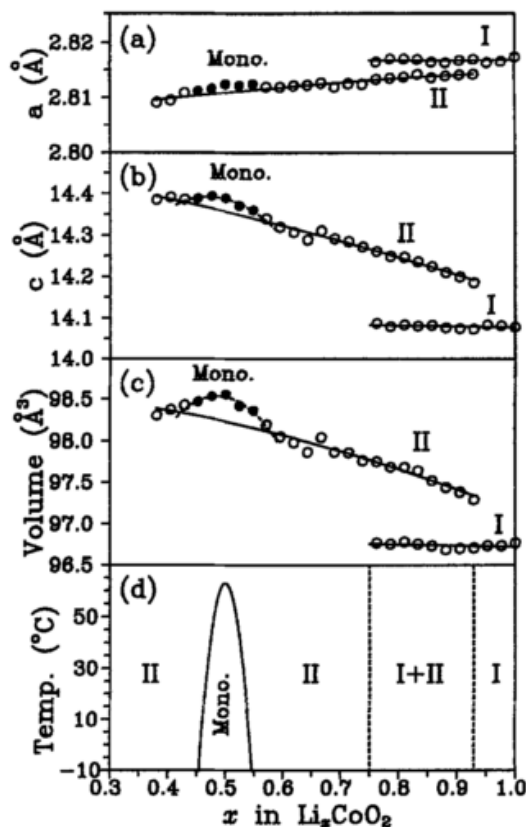 (a)
a (Å)
2.82
2.81
2.80
Mono.
I
II
(b)
c (Å)
14.4
14.3
14.2
14.1
14.0
Mono.
II
I
(c)
Volume (Å³)
98.5
98.0
97.5
97.0
96.5
Mono.
II
I
(d)
Temp. (°C)
50
30
10
-10
II
Mono.
II
I+II
I
0.3 0.4 0.5 0.6 0.7 0.8 0.9 1.0
x in LiₓCoO₂